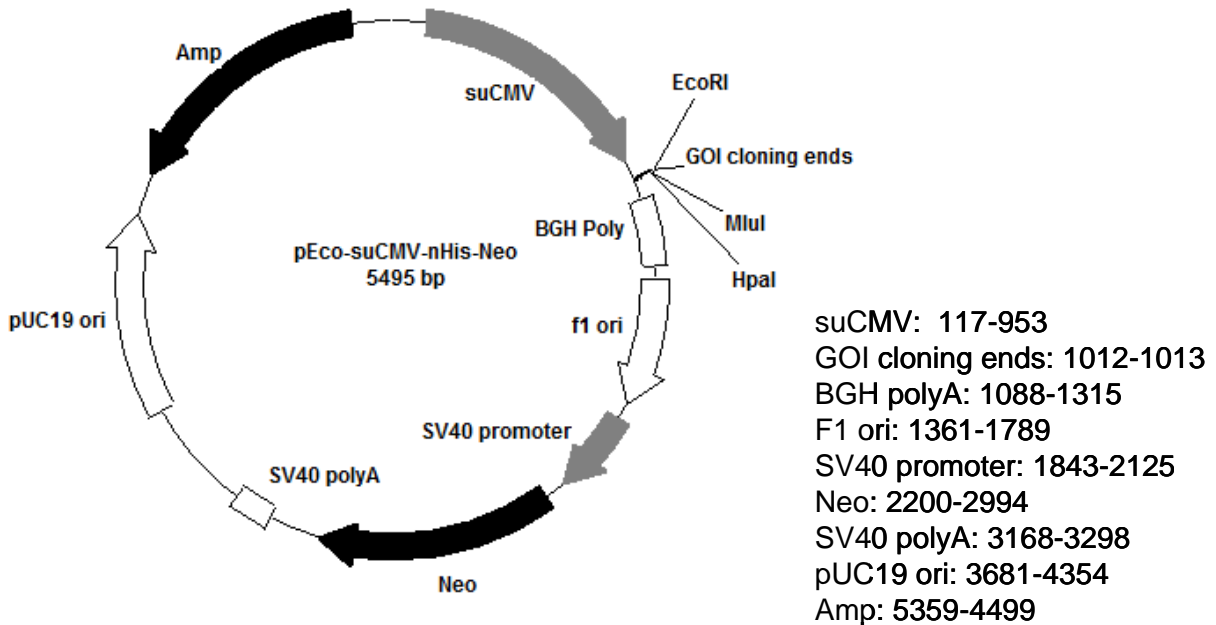 Amp
suCMV
EcoRI
GOI cloning ends
MluI
HpaI
BGH Poly
pEco-suCMV-nHis-Neo
5495 bp
f1 ori
pUC19 ori
SV40 promoter
SV40 polyA
Neo
suCMV: 117-953
GOI cloning ends: 1012-1013
BGH polyA: 1088-1315
F1 ori: 1361-1789
SV40 promoter: 1843-2125
Neo: 2200-2994
SV40 polyA: 3168-3298
pUC19 ori: 3681-4354
Amp: 5359-4499